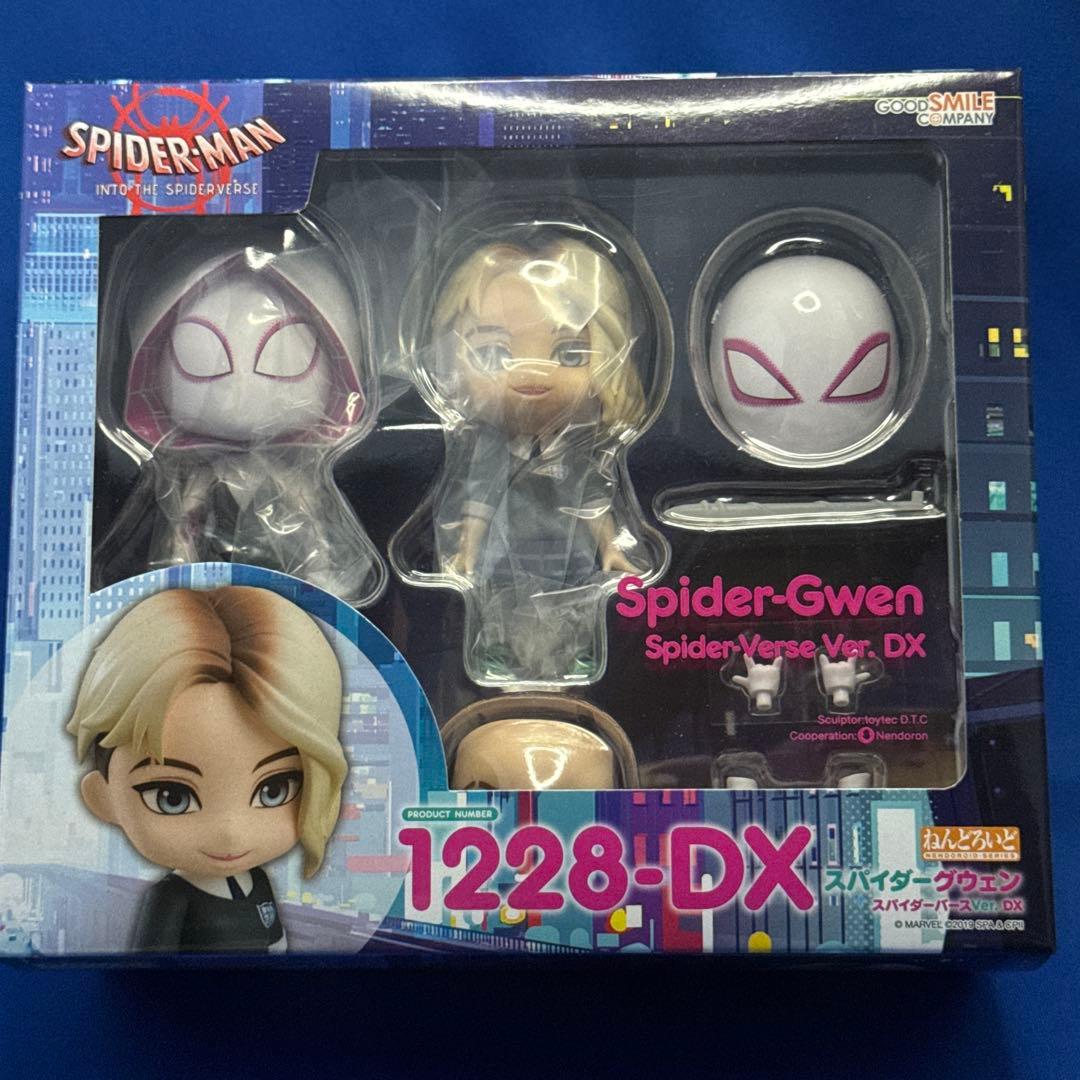 SPIDER-MAN
INTO THE SPIDERVERSE
GOODSMILE
COMPANY
Spider-Gwen
Spider-Verse Ver. DX
Sculptor:toytec D.T.C
Cooperation: Nendoron
PRODUCT NUMBER
1228-DX
ねんどろいど
NENDOROID SERIES
スパイダーグウェン
スパイダーバースVer. DX
© MARVEL ©2019 SPA & CPII